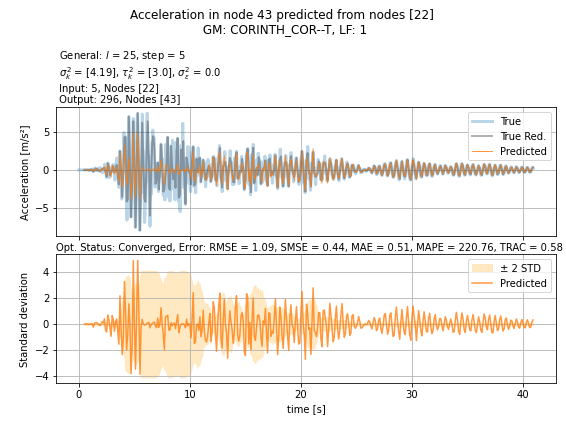 Acceleration in node 43 predicted from nodes [22]
GM: CORINTH_COR--T, LF: 1
General: l = 25, step = 5
σ²ₖ = [4.19], τ²ₖ = [3.0], σ²ε = 0.0
Input: 5, Nodes [22]
Output: 296, Nodes [43]
Acceleration [m/s²]
5
0
−5
True
True Red.
Predicted
Opt. Status: Converged, Error: RMSE = 1.09, SMSE = 0.44, MAE = 0.51, MAPE = 220.76, TRAC = 0.58
Standard deviation
4
2
0
−2
−4
± 2 STD
Predicted
0
10
20
30
40
time [s]